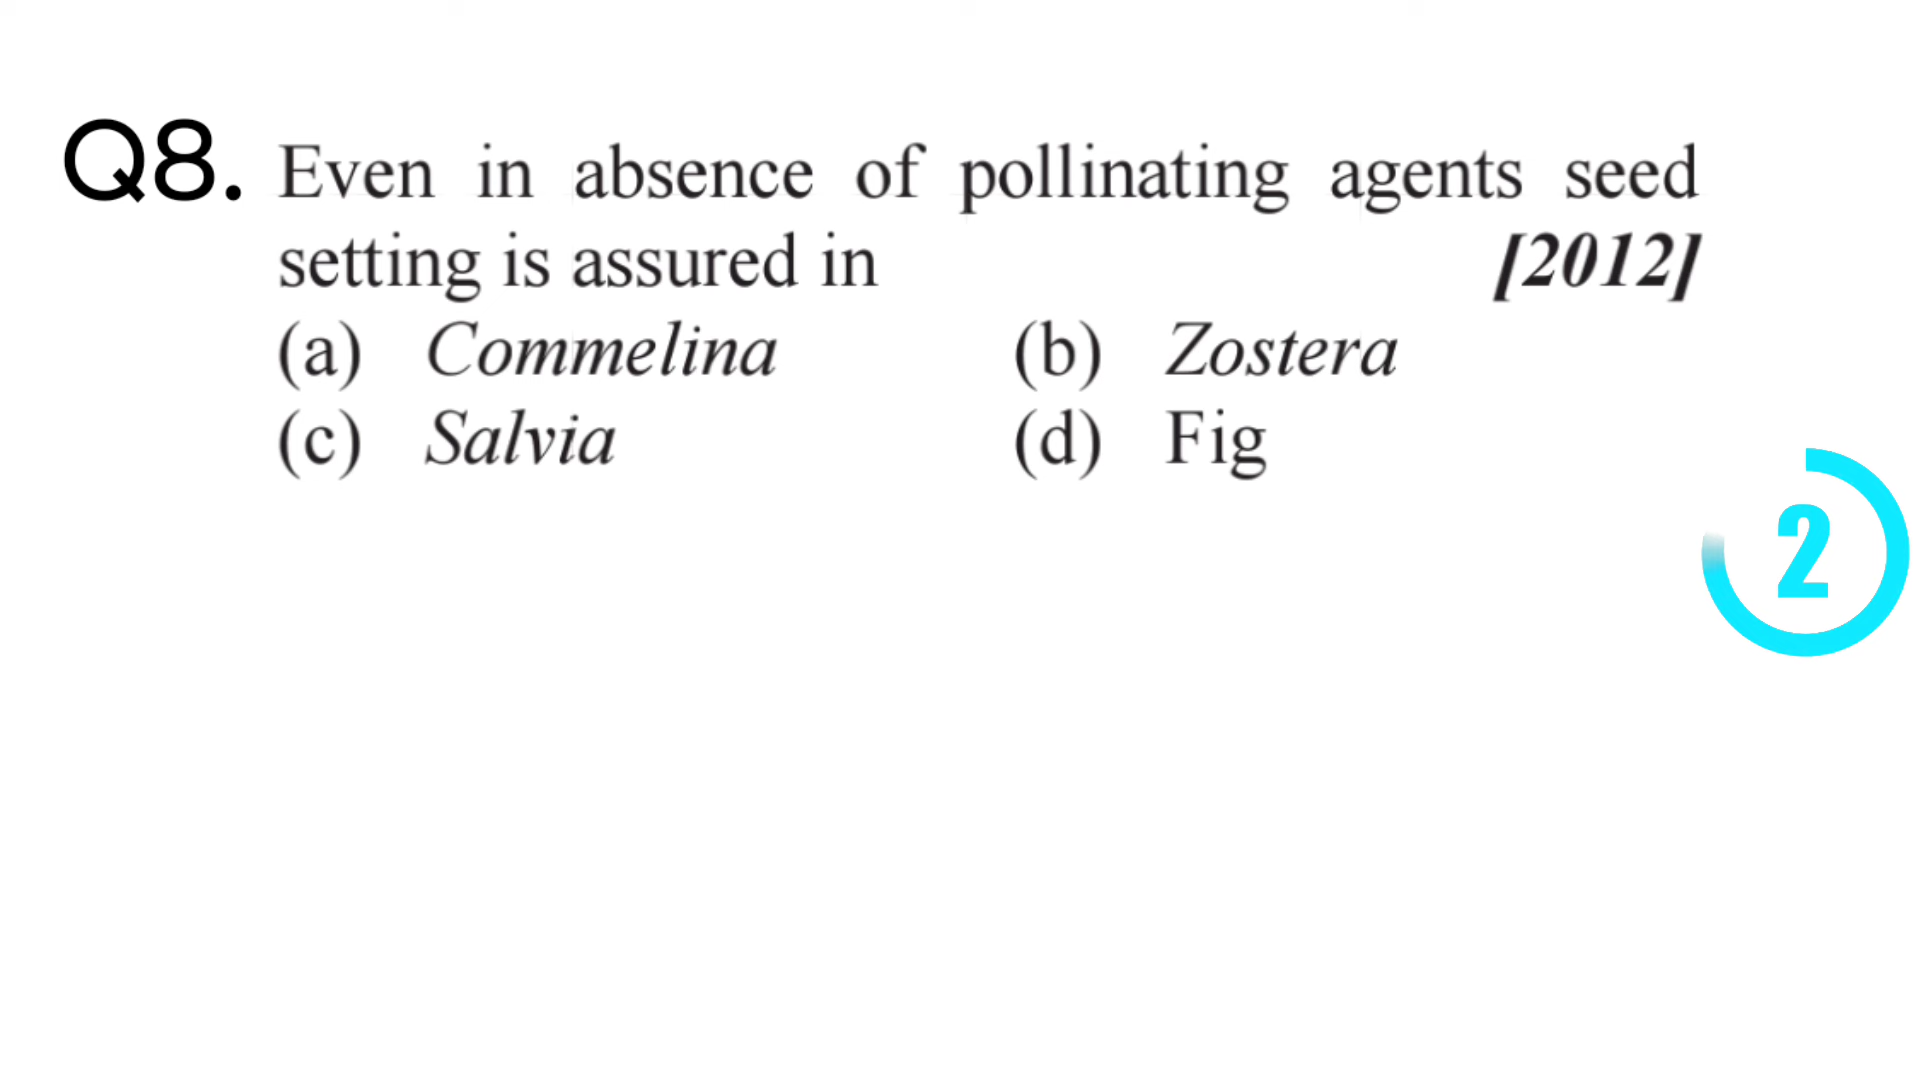 Q8. Even in absence of pollinating agents seed
setting is assured in [2012]
(a) Commelina (b) Zostera
(c) Salvia (d) Fig
2